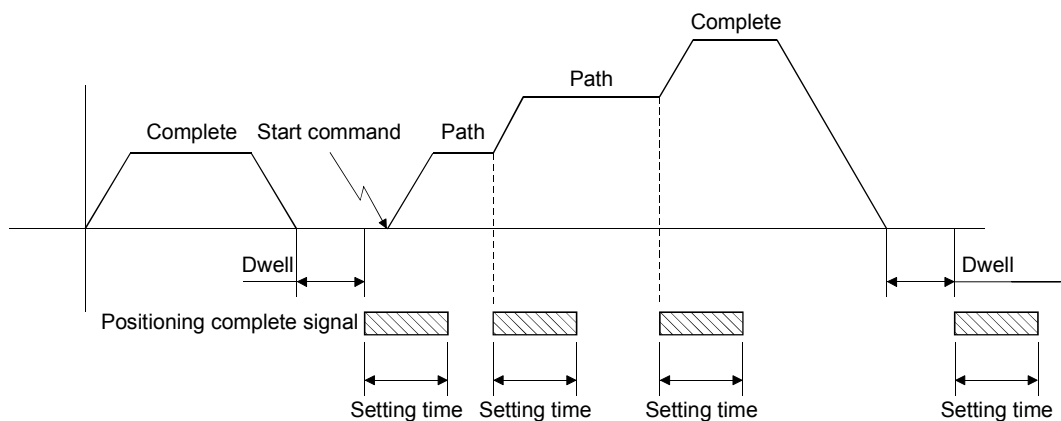 Complete
Path
Complete
Start command
Path
Dwell
Dwell
Positioning complete signal
Setting time
Setting time
Setting time
Setting time